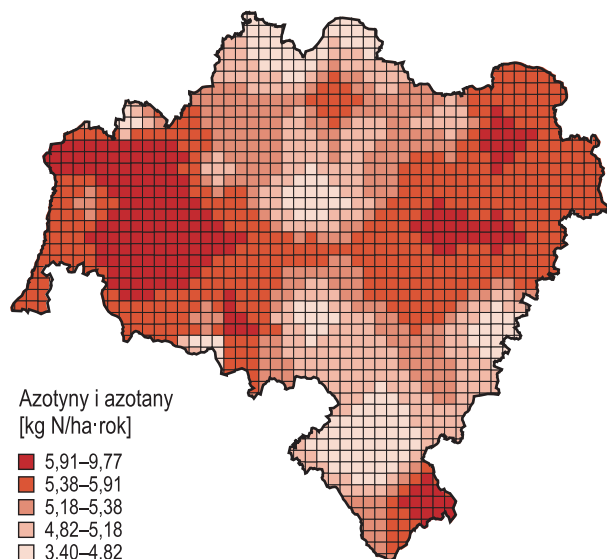 Azotyny i azotany
[kg N/ha·rok]
5,91–9,77
5,38–5,91
5,18–5,38
4,82–5,18
3,40–4,82